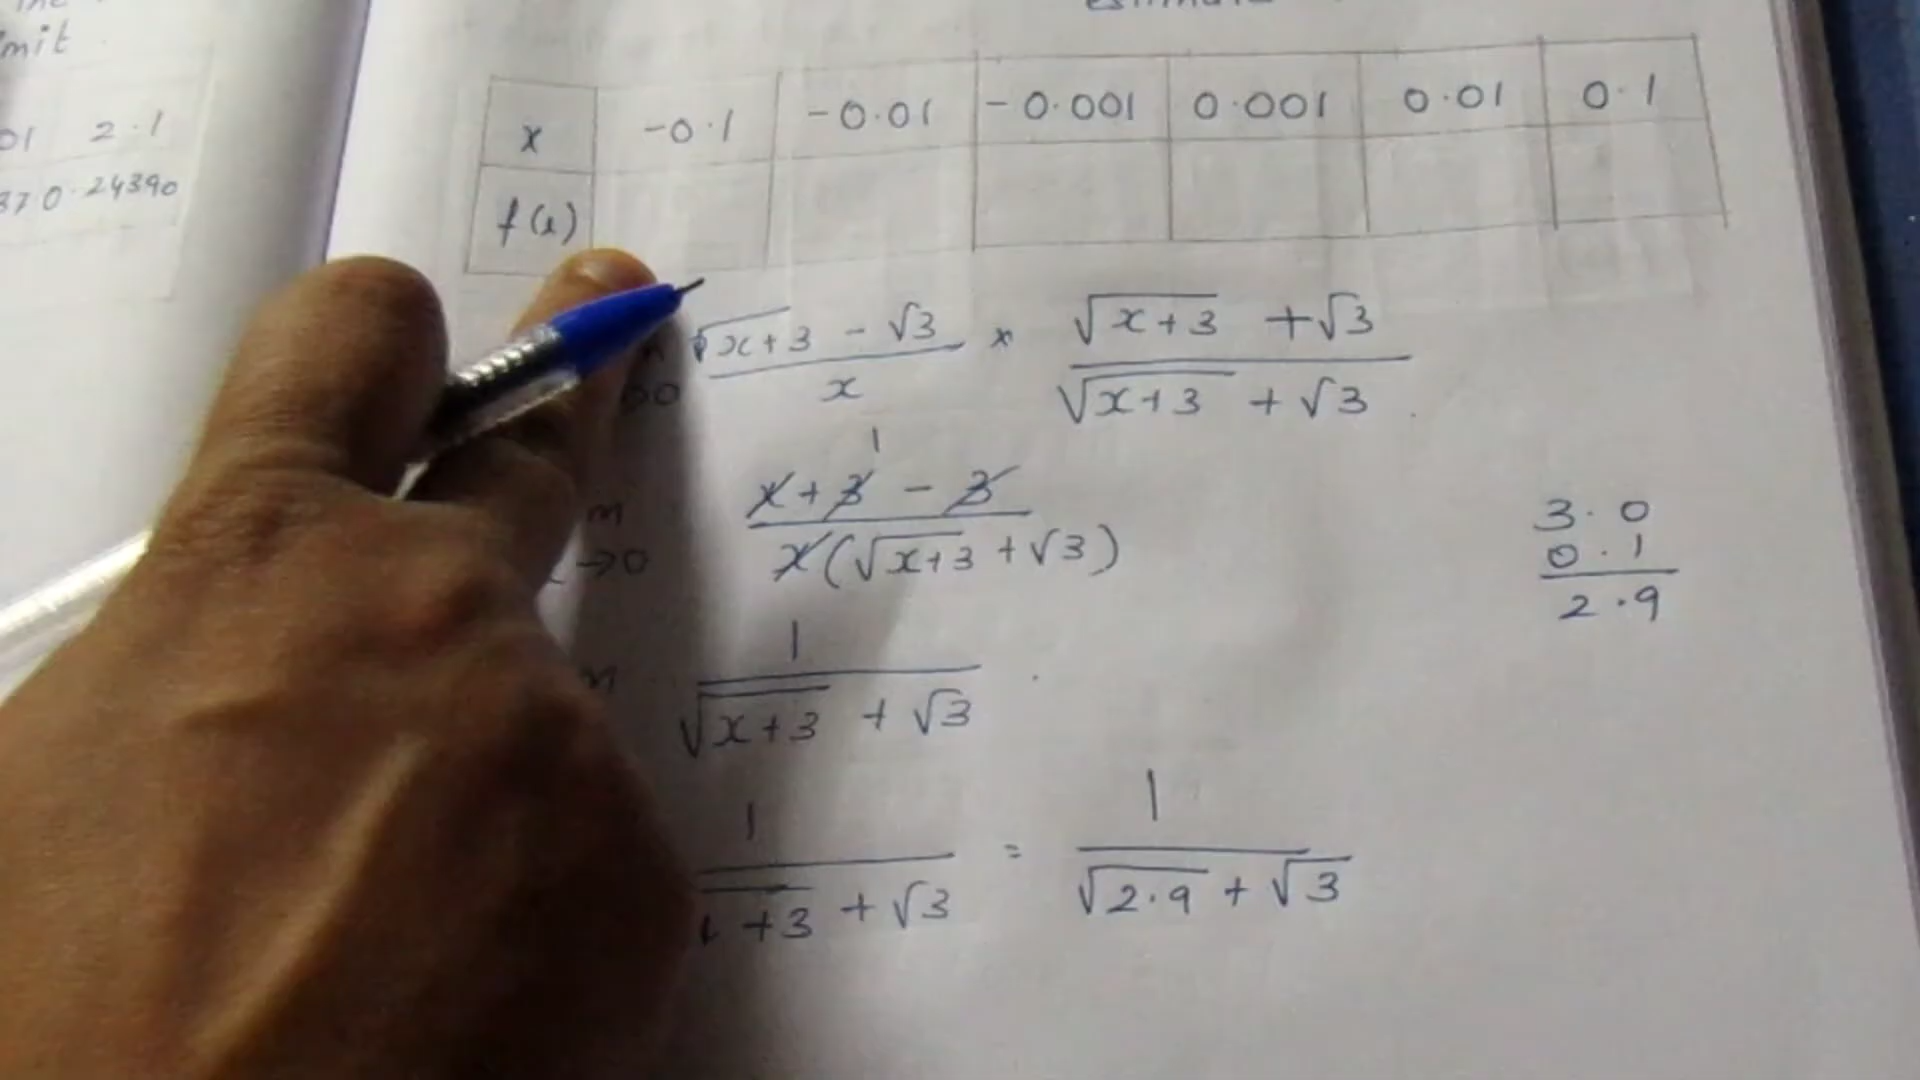 mit
01 2.1
37 0.24390
x -0.1 -0.01 -0.001 0.001 0.01 0.1
f(x)
√(x+3) - √3 / x × √(x+3) + √3 / √(x+3) + √3
→0
1
x+3 - 3 / x(√(x+3) + √3)
→0
3.0
0.1
2.9
1 / √(x+3) + √3
1 / +3 + √3 = 1 / √2.9 + √3